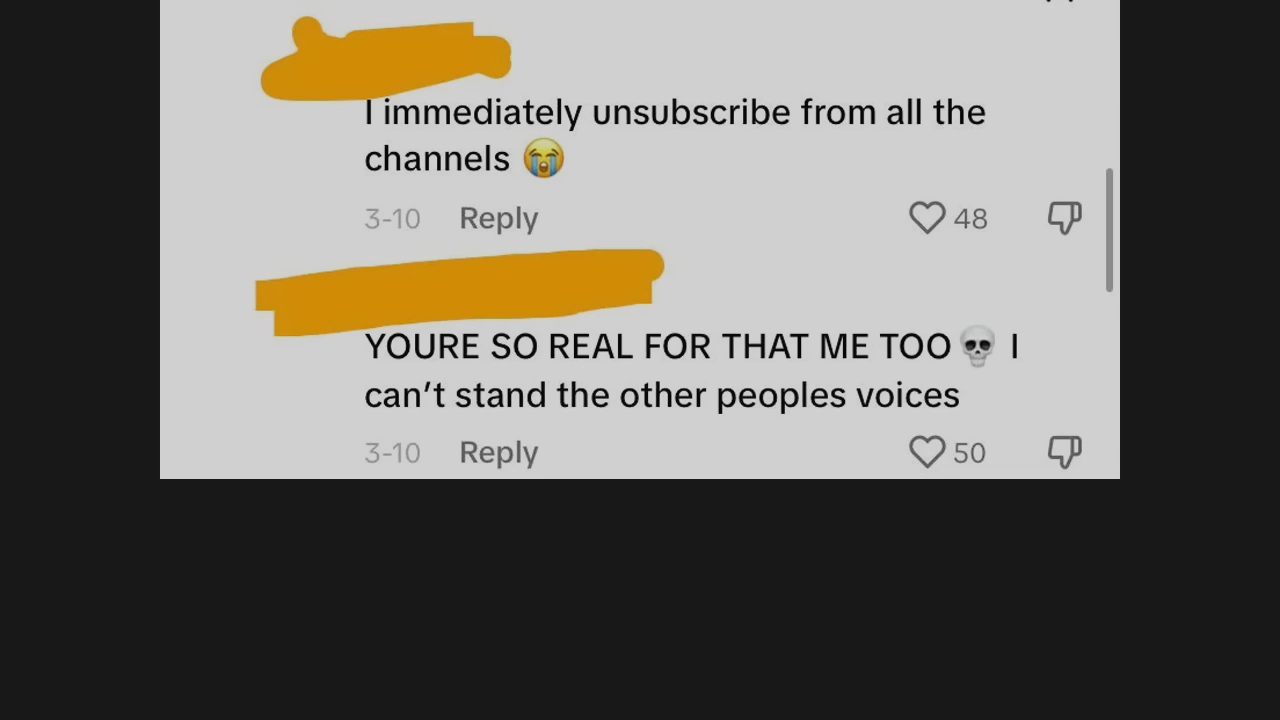 I immediately unsubscribe from all the
channels 😭
3-10 Reply 48
YOURE SO REAL FOR THAT ME TOO💀 I
can’t stand the other peoples voices
3-10 Reply 50